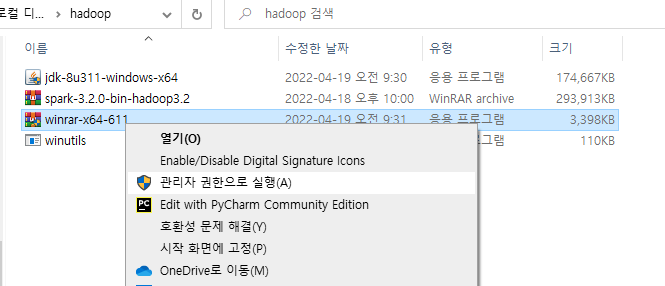 로컬 디... > hadoop
hadoop 검색
이름 수정한 날짜 유형 크기
jdk-8u311-windows-x64 2022-04-19 오전 9:30 응용 프로그램 174,667KB
spark-3.2.0-bin-hadoop3.2 2022-04-18 오후 10:00 WinRAR archive 293,913KB
winrar-x64-611 2022-04-19 오전 9:31 응용 프로그램 3,398KB
winutils 프로그램 110KB
열기(O)
Enable/Disable Digital Signature Icons
관리자 권한으로 실행(A)
Edit with PyCharm Community Edition
호환성 문제 해결(Y)
시작 화면에 고정(P)
OneDrive로 이동(M)